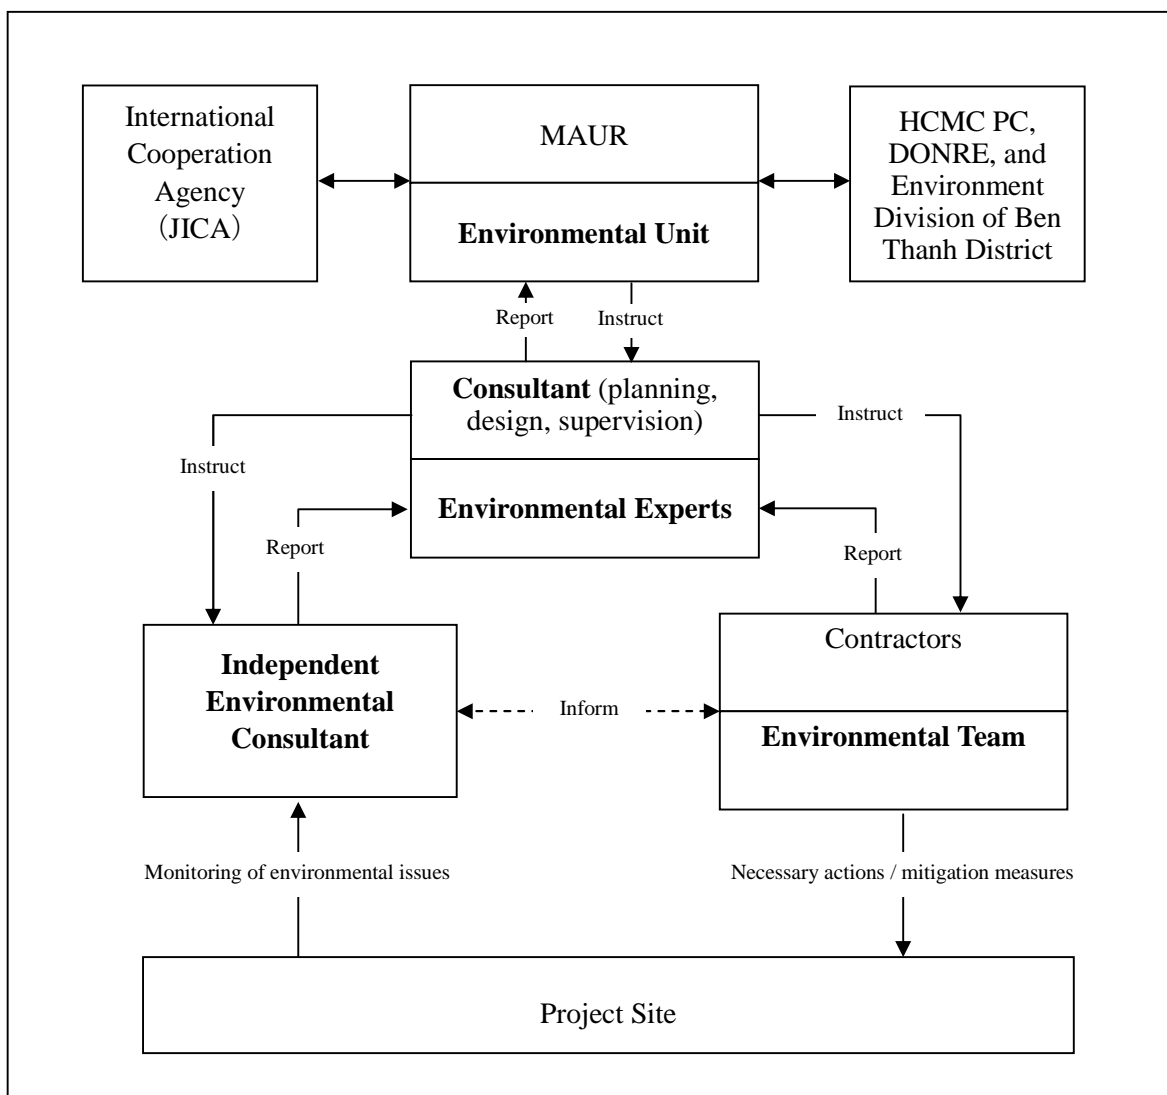 International
Cooperation
Agency
（JICA）
MAUR
Environmental Unit
HCMC PC,
DONRE, and
Environment
Division of Ben
Thanh District
Report
Instruct
Consultant (planning,
design, supervision)
Environmental Experts
Instruct
Instruct
Report
Report
Independent
Environmental
Consultant
Inform
Contractors
Environmental Team
Monitoring of environmental issues
Necessary actions / mitigation measures
Project Site